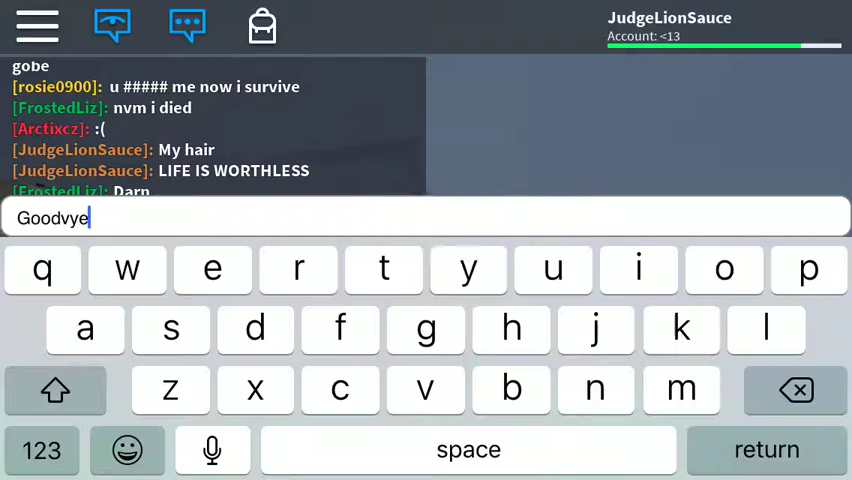 JudgeLionSauce
Account: <13
gobe
[rosie0900]: u ##### me now i survive
[FrostedLiz]: nvm i died
[Arctixcz]: :(
[JudgeLionSauce]: My hair
[JudgeLionSauce]: LIFE IS WORTHLESS
[FrostedLiz]: Darn
Goodvye
q w e r t y u i o p
a s d f g h j k l
z x c v b n m
123 space return